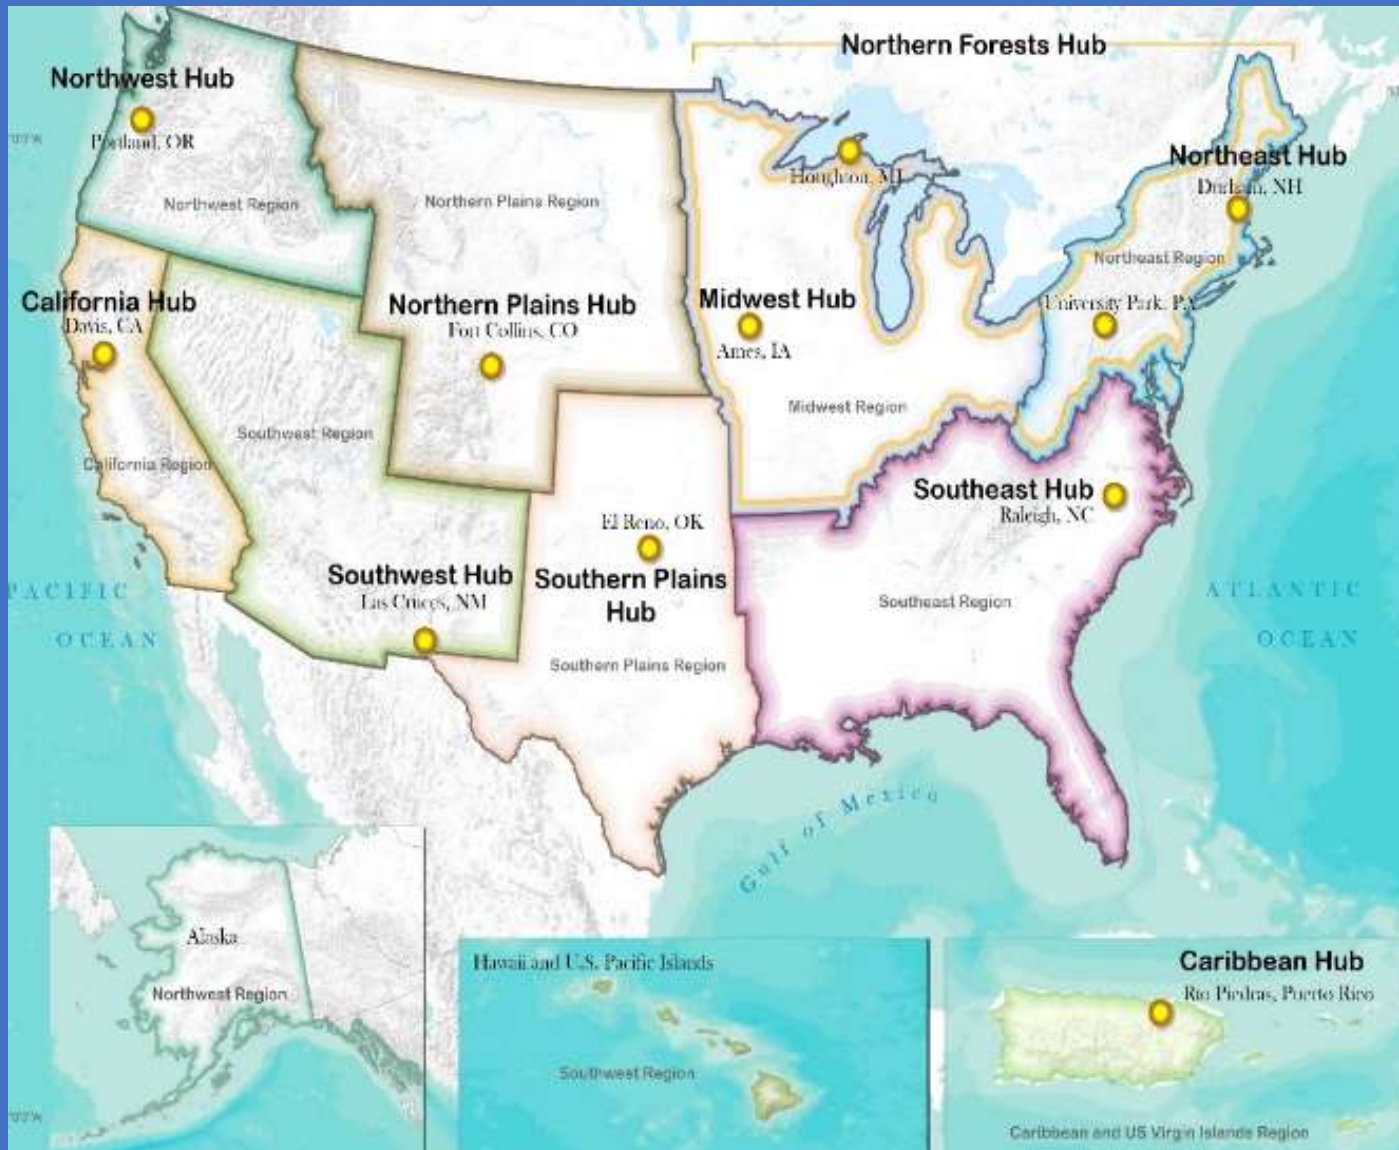 Northern Forests Hub
Northwest Hub
Portland, OR
Northwest Region
Northern Plains Region
Houghton, MI
Northeast Hub
Durham, NH
Northeast Region
California Hub
Davis, CA
Northern Plains Hub
Fort Collins, CO
Midwest Hub
Ames, IA
University Park, PA
Midwest Region
Southwest Region
California Region
Southeast Hub
Raleigh, NC
El Reno, OK
Southwest Hub
Las Cruces, NM
Southern Plains
Hub
Southeast Region
Southern Plains Region
PACIFIC
OCEAN
ATLANTIC
OCEAN
Gulf of Mexico
Alaska
Northwest Region
Hawaii and U.S. Pacific Islands
Southwest Region
Caribbean Hub
Rio Piedras, Puerto Rico
Caribbean and US Virgin Islands Region